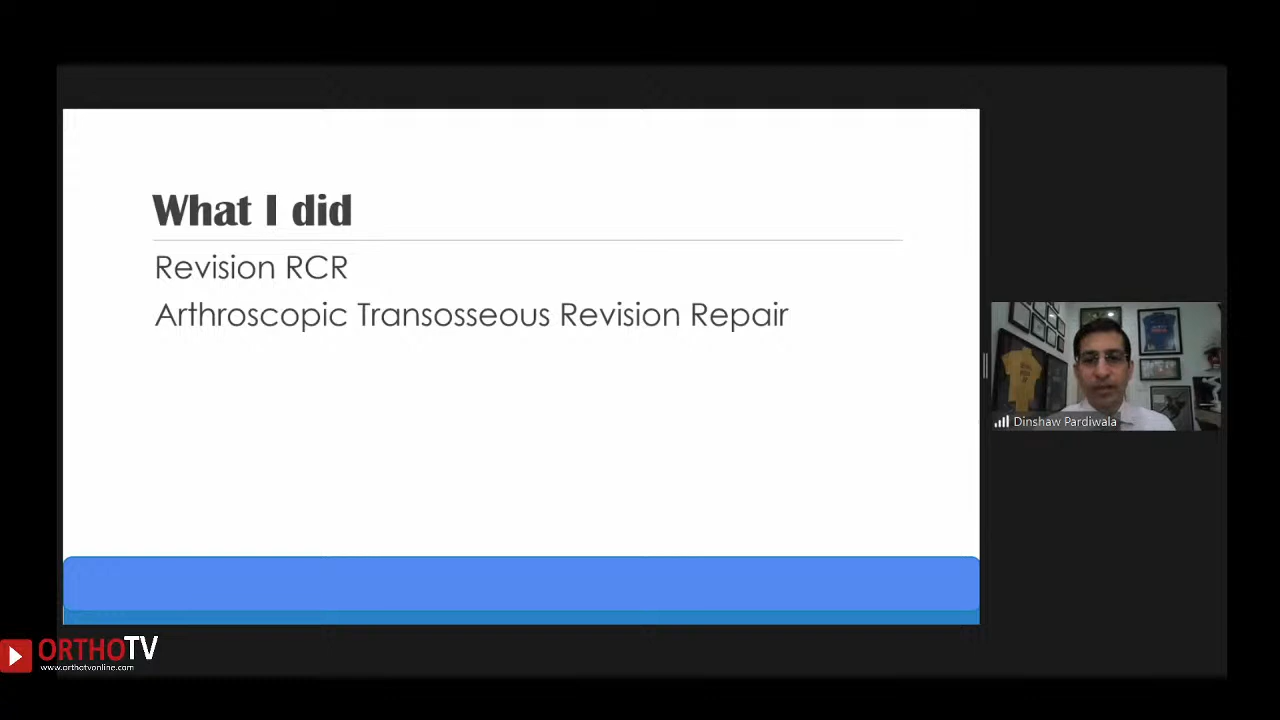 What I did
Revision RCR
Arthroscopic Transosseous Revision Repair
Dinshaw Pardiwala
ORTHOTV
www.orthotvonline.com